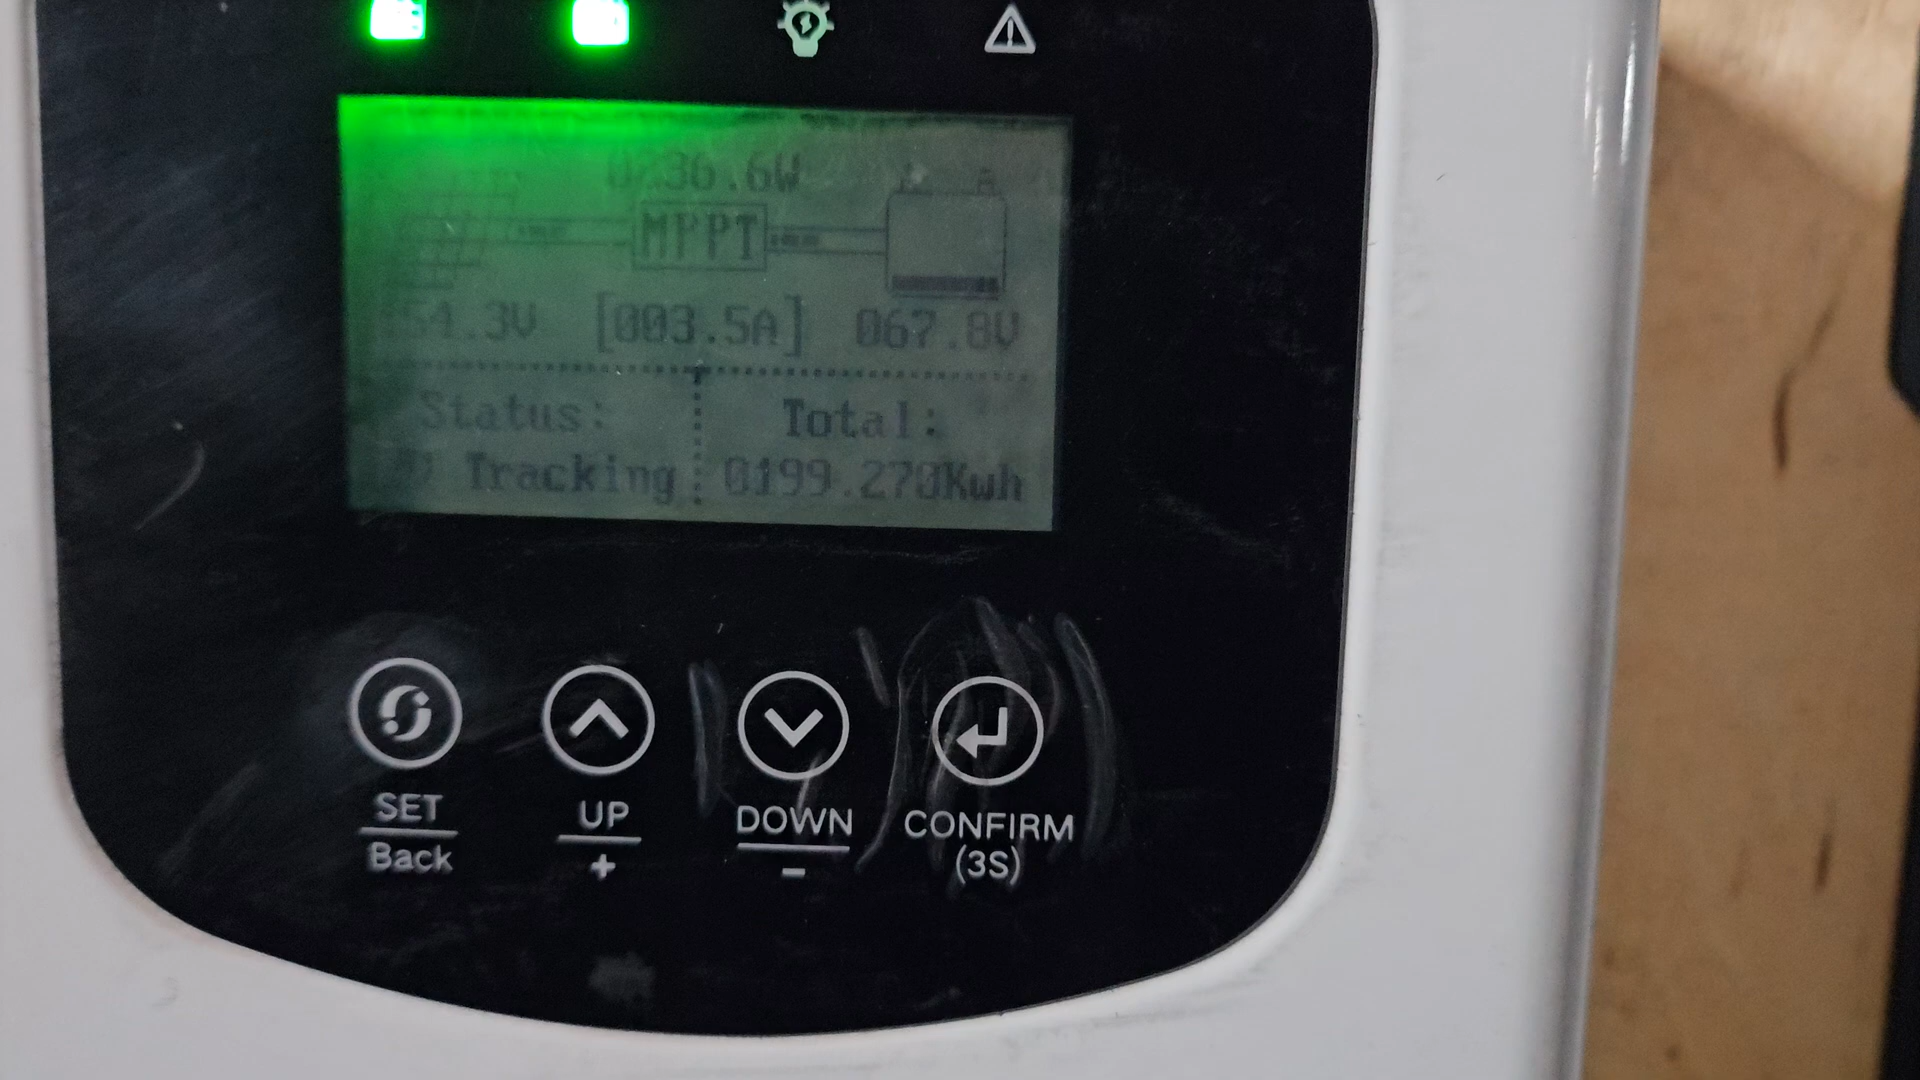 0236.6W
MPPT
154.3V [003.5A] 067.8V
Status: Total:
Tracking 0199.270Kwh
SET UP DOWN CONFIRM
Back + - (3S)